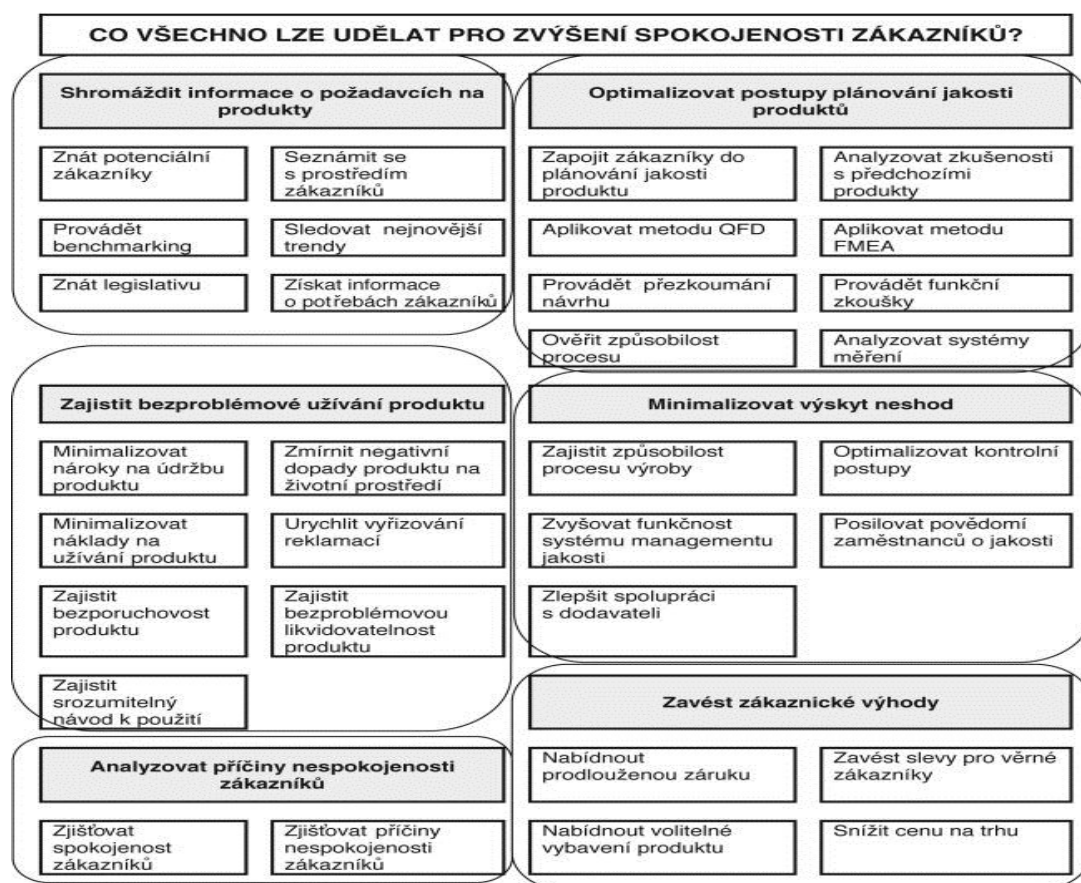 CO VŠECHNO LZE UDĚLAT PRO ZVÝŠENÍ SPOKOJENOSTI ZÁKAZNÍKŮ?
Shromáždit informace o požadavcích na
produkty
Znát potenciální
zákazníky
Seznámit se
s prostředím
zákazníků
Provádět
benchmarking
Sledovat nejnovější
trendy
Znát legislativu
Získat informace
o potřebách zákazníků
Optimalizovat postupy plánování jakosti
produktů
Zapojit zákazníky do
plánování jakosti
produktu
Analyzovat zkušenosti
s předchozími
produkty
Aplikovat metodu QFD
Aplikovat metodu
FMEA
Provádět přezkoumání
návrhu
Provádět funkční
zkoušky
Ověřit způsobilost
procesu
Analyzovat systémy
měření
Zajistit bezproblémové užívání produktu
Minimalizovat
nároky na údržbu
produktu
Zmírnit negativní
dopady produktu na
životní prostředí
Minimalizovat
náklady na
užívání produktu
Urychlit vyřizování
reklamací
Zajistit
bezporuchovost
produktu
Zajistit
bezproblémovou
likvidovatelnost
produktu
Zajistit
srozumitelný
návod k použití
Minimalizovat výskyt neshod
Zajistit způsobilost
procesu výroby
Optimalizovat kontrolní
postupy
Zvyšovat funkčnost
systému managementu
jakosti
Posilovat povědomí
zaměstnanců o jakosti
Zlepšit spolupráci
s dodavateli
Analyzovat příčiny nespokojenosti
zákazníků
Zjišťovat
spokojenost
zákazníků
Zjišťovat příčiny
nespokojenosti
zákazníků
Zavést zákaznické výhody
Nabídnout
prodlouženou záruku
Zavést slevy pro věrné
zákazníky
Nabídnout volitelné
vybavení produktu
Snížit cenu na trhu